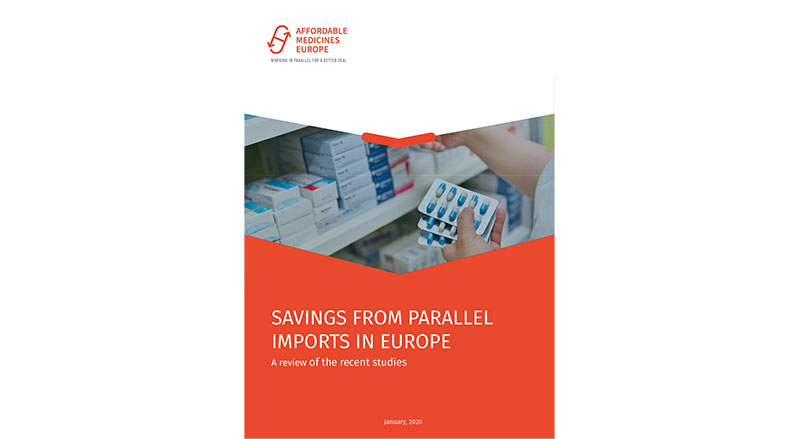 AFFORDABLE
MEDICINES
EUROPE
WORKING IN PARALLEL FOR A BETTER DEAL
SAVINGS FROM PARALLEL
IMPORTS IN EUROPE
A review of the recent studies
January, 2020